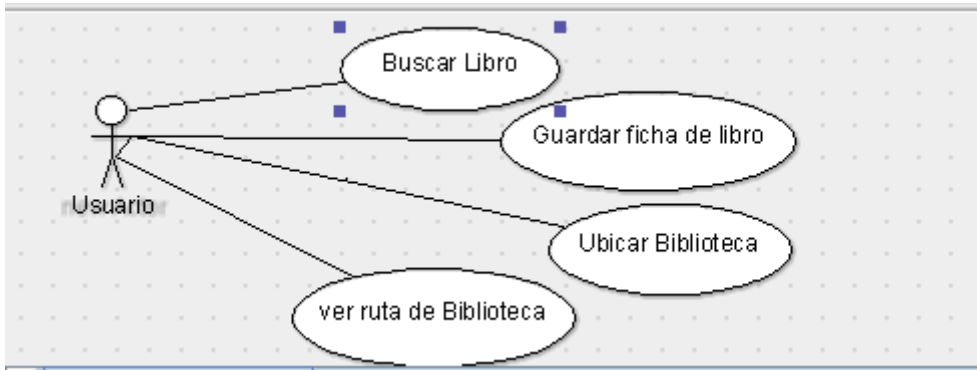 Buscar Libro
Guardar ficha de libro
Usuario
Ubicar Biblioteca
ver ruta de Biblioteca